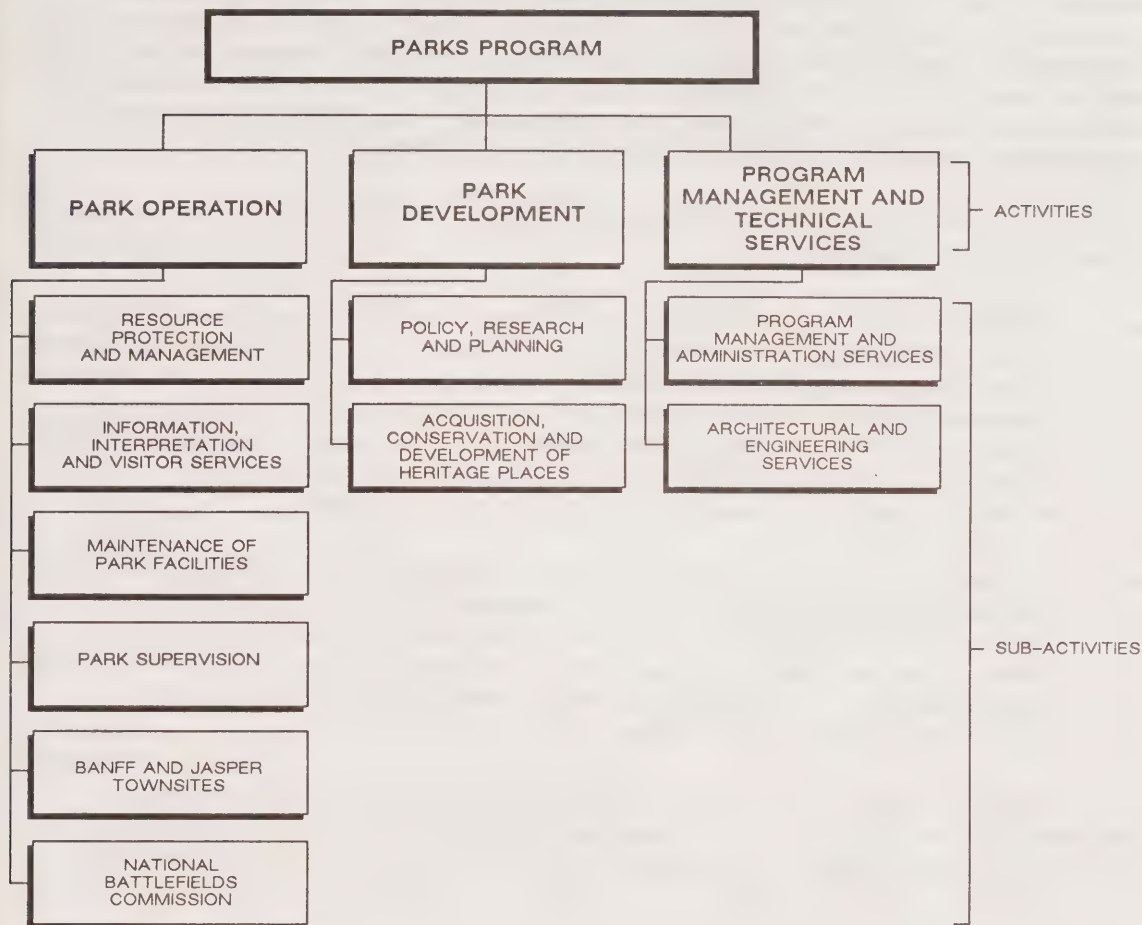 PARKS PROGRAM
PARK OPERATION
PARK
DEVELOPMENT
PROGRAM
MANAGEMENT AND
TECHNICAL
SERVICES
ACTIVITIES
RESOURCE
PROTECTION
AND MANAGEMENT
INFORMATION,
INTERPRETATION
AND VISITOR SERVICES
MAINTENANCE OF
PARK FACILITIES
PARK SUPERVISION
BANFF AND JASPER
TOWNSITES
NATIONAL
BATTLEFIELDS
COMMISSION
POLICY, RESEARCH
AND PLANNING
ACQUISITION,
CONSERVATION AND
DEVELOPMENT OF
HERITAGE PLACES
PROGRAM
MANAGEMENT AND
ADMINISTRATION SERVICES
ARCHITECTURAL AND
ENGINEERING
SERVICES
SUB-ACTIVITIES